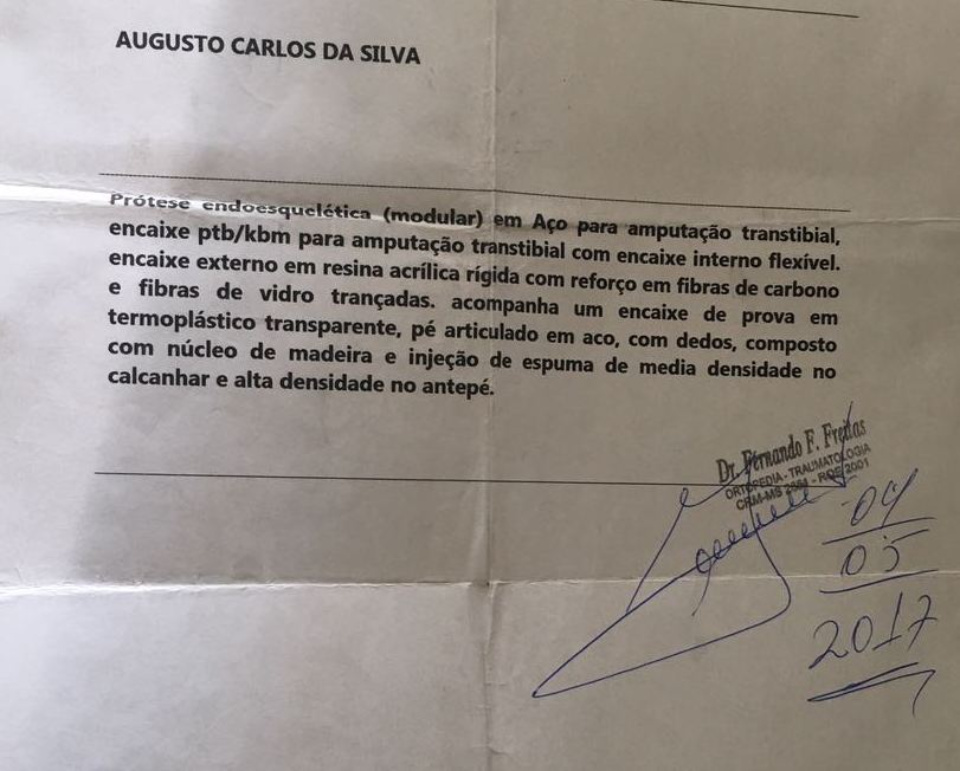 AUGUSTO CARLOS DA SILVA
Prótese endoesquelética (modular) em Aço para amputação transtibial,
encaixe ptb/kbm para amputação transtibial com encaixe interno flexível.
encaixe externo em resina acrílica rígida com reforço em fibras de carbono
e fibras de vidro trançadas. acompanha um encaixe de prova em
termoplástico transparente, pé articulado em aco, com dedos, composto
com núcleo de madeira e injeção de espuma de media densidade no
calcanhar e alta densidade no antepé.
Dr. Fernando F. Freitas
ORTOPEDIA - TRAUMATOLOGIA
CRM-MS - RQE 2001
04
05
2017